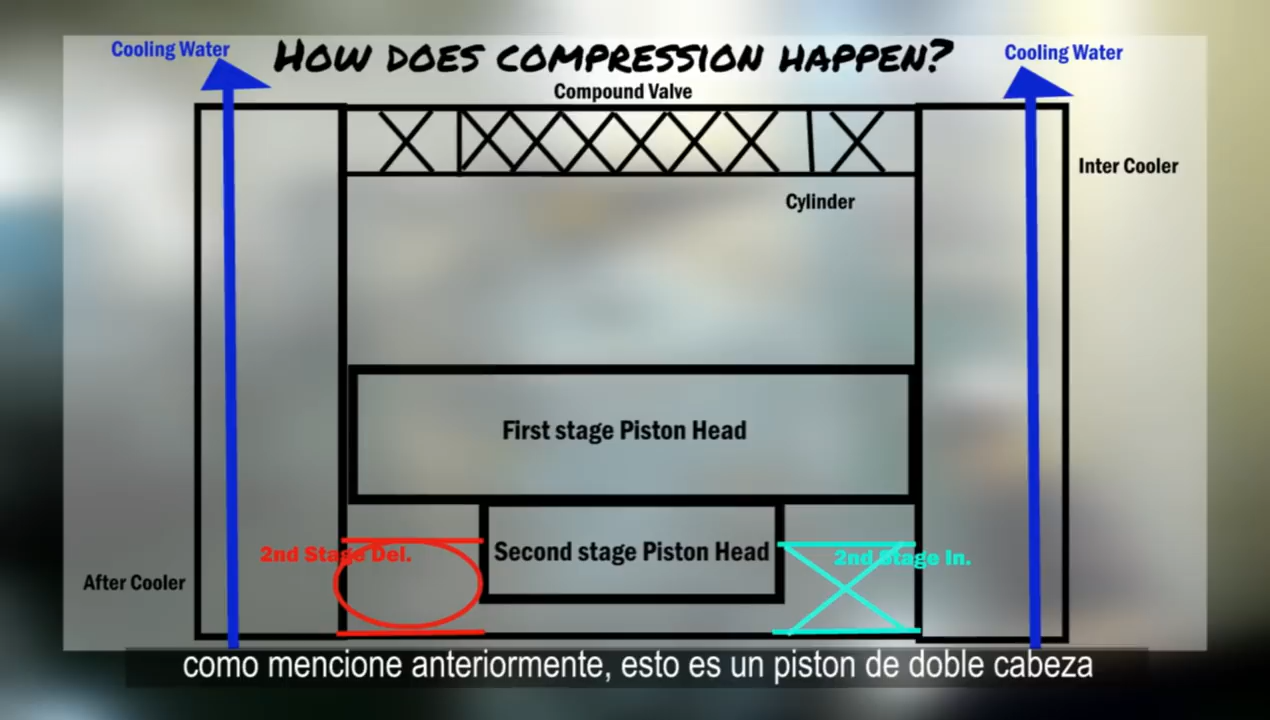 Cooling Water
HOW DOES COMPRESSION HAPPEN?
Cooling Water
Compound Valve
Inter Cooler
Cylinder
First stage Piston Head
2nd Stage Del.
Second stage Piston Head
2nd Stage In.
After Cooler
como mencione anteriormente, esto es un piston de doble cabeza